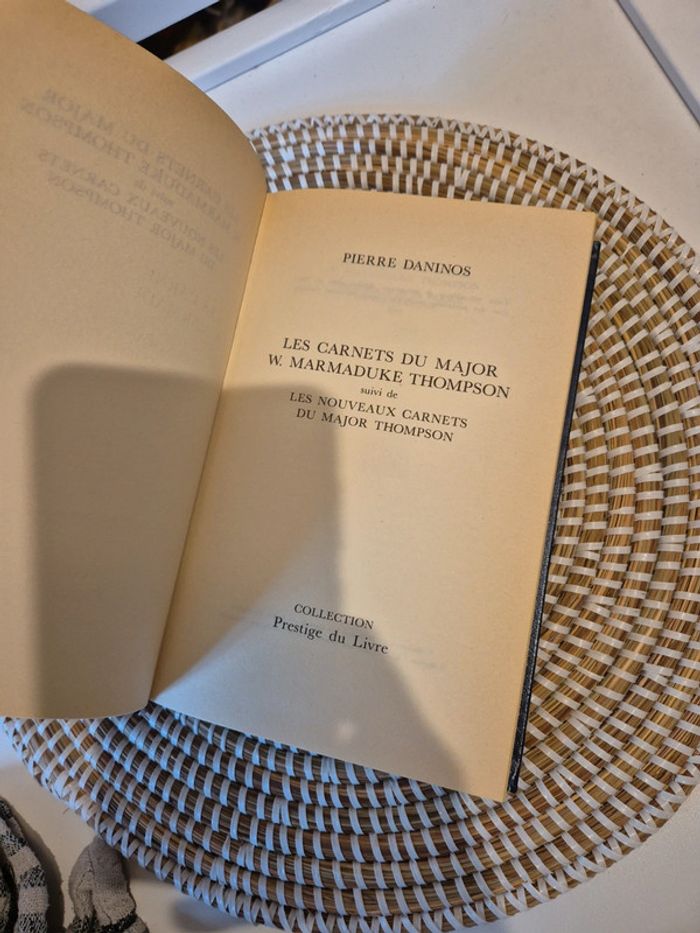 PIERRE DANINOS
LES CARNETS DU MAJOR
W. MARMADUKE THOMPSON
suivi de
LES NOUVEAUX CARNETS
DU MAJOR THOMPSON
COLLECTION
Prestige du Livre